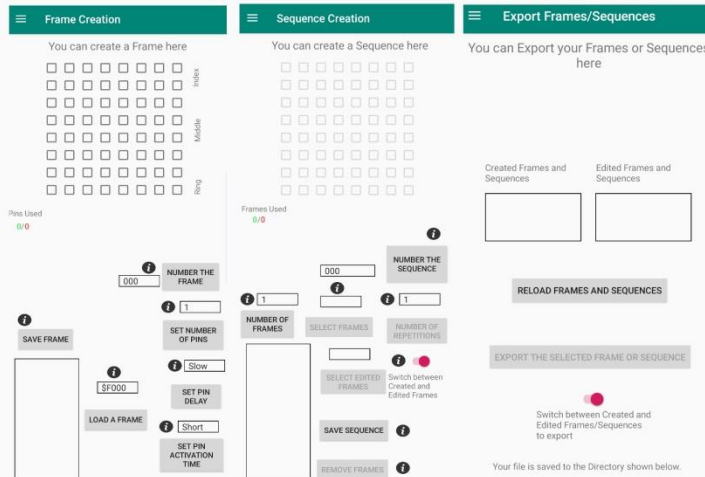 Frame Creation
You can create a Frame here
Index
Middle
Ring
Pins Used
0/0
000
NUMBER THE
FRAME
1
SET NUMBER
OF PINS
SAVE FRAME
Slow
SET PIN
DELAY
$F000
LOAD A FRAME
Short
SET PIN
ACTIVATION
TIME
Sequence Creation
You can create a Sequence here
Frames Used
0/0
000
NUMBER THE
SEQUENCE
1
NUMBER OF
FRAMES
SELECT FRAMES
1
NUMBER OF
REPETITIONS
SELECT EDITED
FRAMES
Switch between
Created and
Edited Frames
SAVE SEQUENCE
REMOVE FRAMES
Export Frames/Sequences
You can Export your Frames or Sequences
here
Created Frames and
Sequences
Edited Frames and
Sequences
RELOAD FRAMES AND SEQUENCES
EXPORT THE SELECTED FRAME OR SEQUENCE
Switch between Created and
Edited Frames/Sequences
to export
Your file is saved to the Directory shown below.